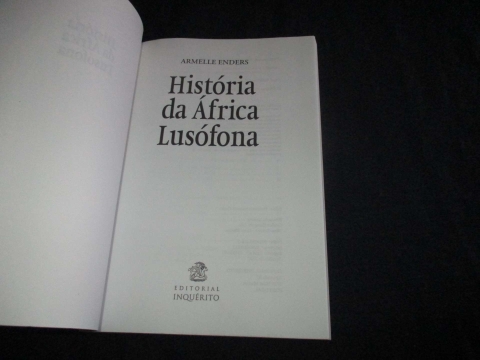 ARMELLE ENDERS
História
da África
Lusófona
EDITORIAL
INQUÉRITO